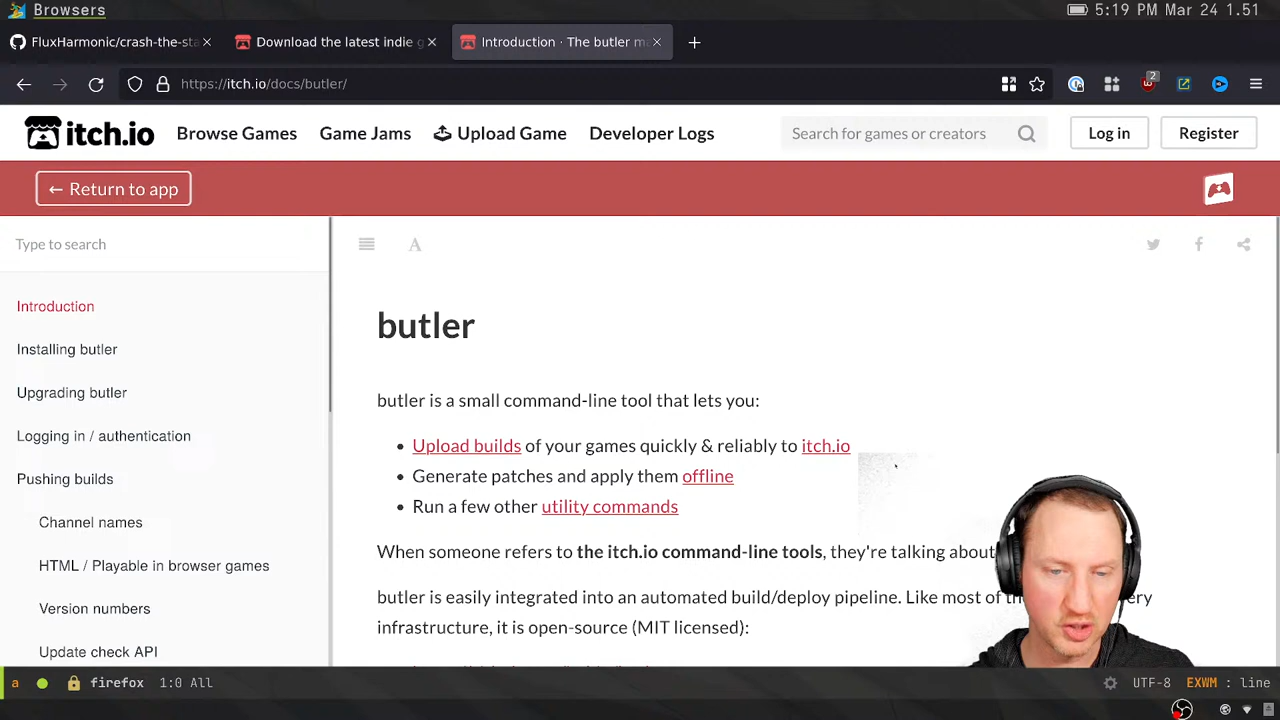 Browsers
5:19 PM Mar 24 1.51
FluxHarmonic/crash-the-sta
Download the latest indie g
Introduction · The butler ma
https://itch.io/docs/butler/
2
itch.io
Browse Games
Game Jams
Upload Game
Developer Logs
Search for games or creators
Log in
Register
← Return to app
Type to search
A
Introduction
Installing butler
Upgrading butler
Logging in / authentication
Pushing builds
Channel names
HTML / Playable in browser games
Version numbers
Update check API
butler
butler is a small command-line tool that lets you:
• Upload builds of your games quickly & reliably to itch.io
• Generate patches and apply them offline
• Run a few other utility commands
When someone refers to the itch.io command-line tools, they're talking about
butler is easily integrated into an automated build/deploy pipeline. Like most of
infrastructure, it is open-source (MIT licensed):
a firefox 1:0 All
UTF-8 EXWM : line